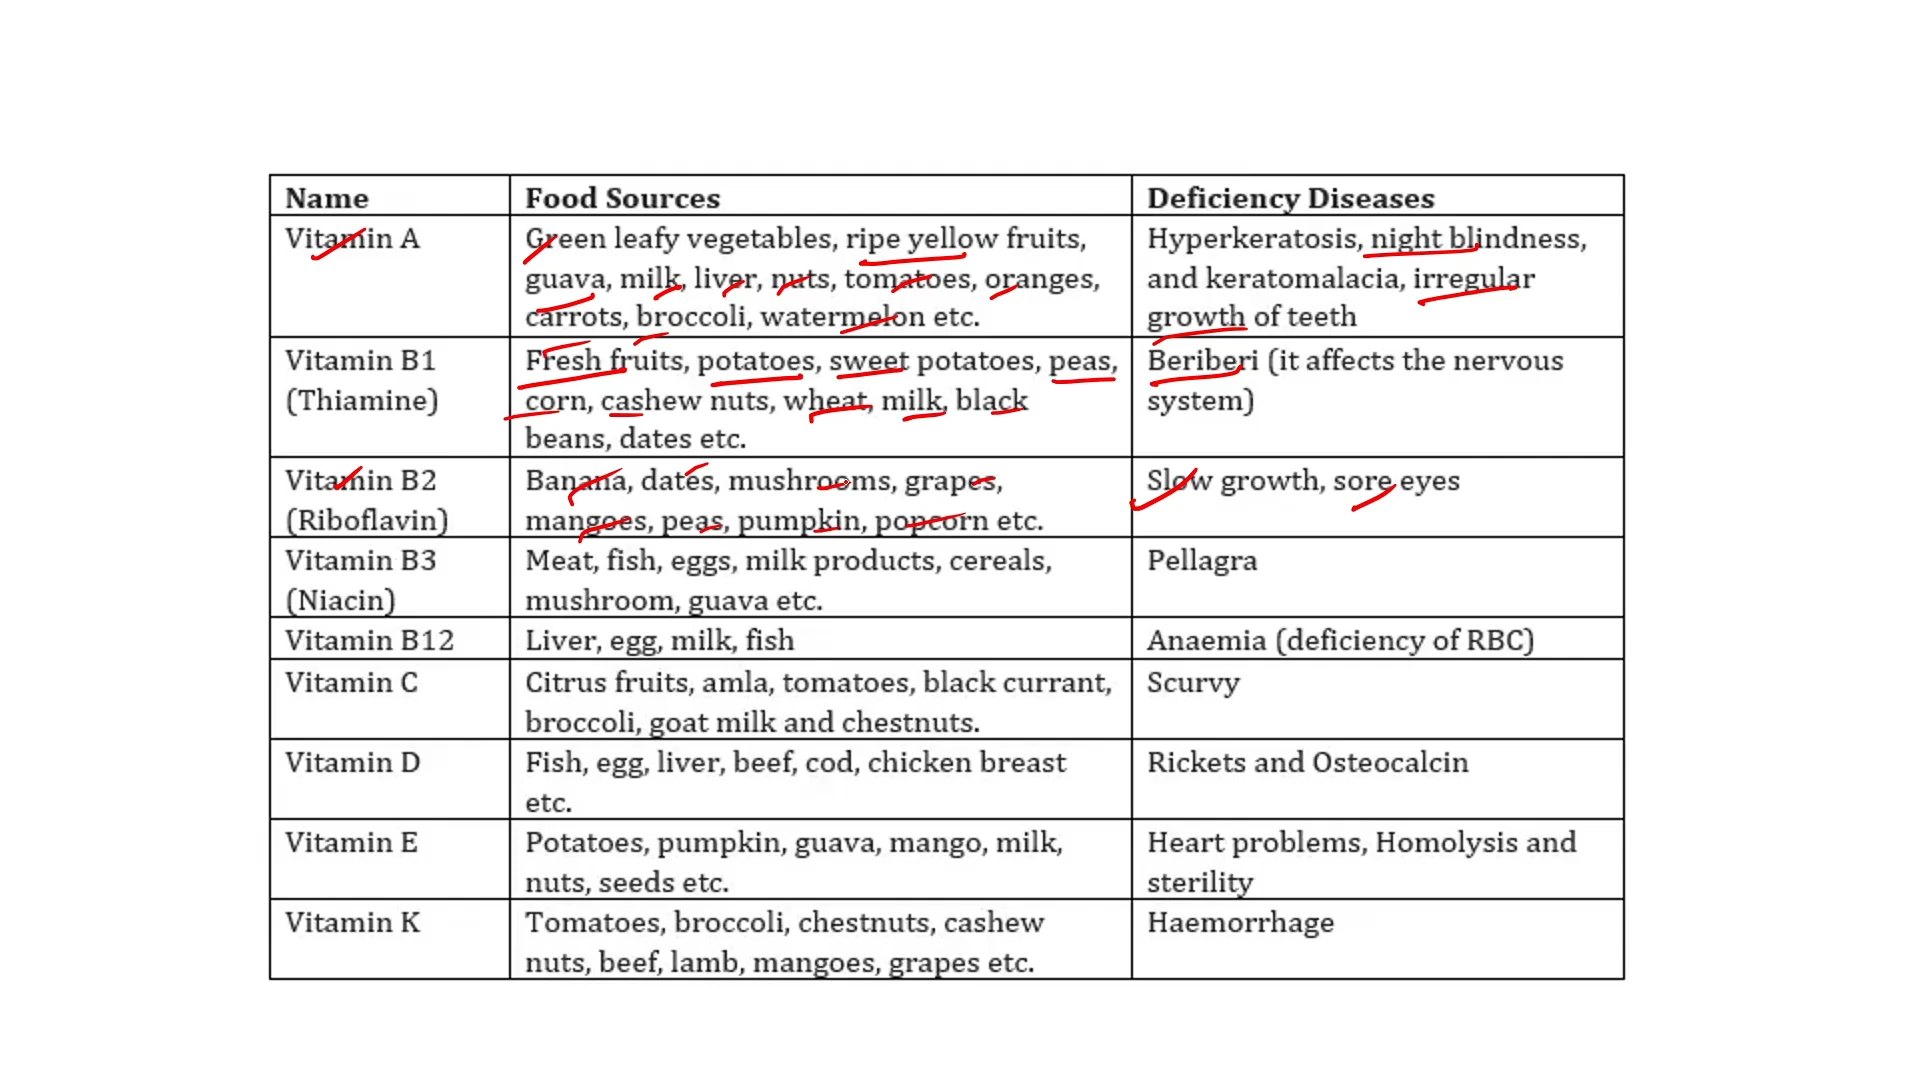 Name Food Sources Deficiency Diseases
Vitamin A Green leafy vegetables, ripe yellow fruits, Hyperkeratosis, night blindness,
guava, milk, liver, nuts, tomatoes, oranges, and keratomalacia, irregular
carrots, broccoli, watermelon etc. growth of teeth
Vitamin B1 Fresh fruits, potatoes, sweet potatoes, peas, Beriberi (it affects the nervous
(Thiamine) corn, cashew nuts, wheat, milk, black system)
beans, dates etc.
Vitamin B2 Banana, dates, mushrooms, grapes, Slow growth, sore eyes
(Riboflavin) mangoes, peas, pumpkin, popcorn etc.
Vitamin B3 Meat, fish, eggs, milk products, cereals, Pellagra
(Niacin) mushroom, guava etc.
Vitamin B12 Liver, egg, milk, fish Anaemia (deficiency of RBC)
Vitamin C Citrus fruits, amla, tomatoes, black currant, Scurvy
broccoli, goat milk and chestnuts.
Vitamin D Fish, egg, liver, beef, cod, chicken breast Rickets and Osteocalcin
etc.
Vitamin E Potatoes, pumpkin, guava, mango, milk, Heart problems, Homolysis and
nuts, seeds etc. sterility
Vitamin K Tomatoes, broccoli, chestnuts, cashew Haemorrhage
nuts, beef, lamb, mangoes, grapes etc.